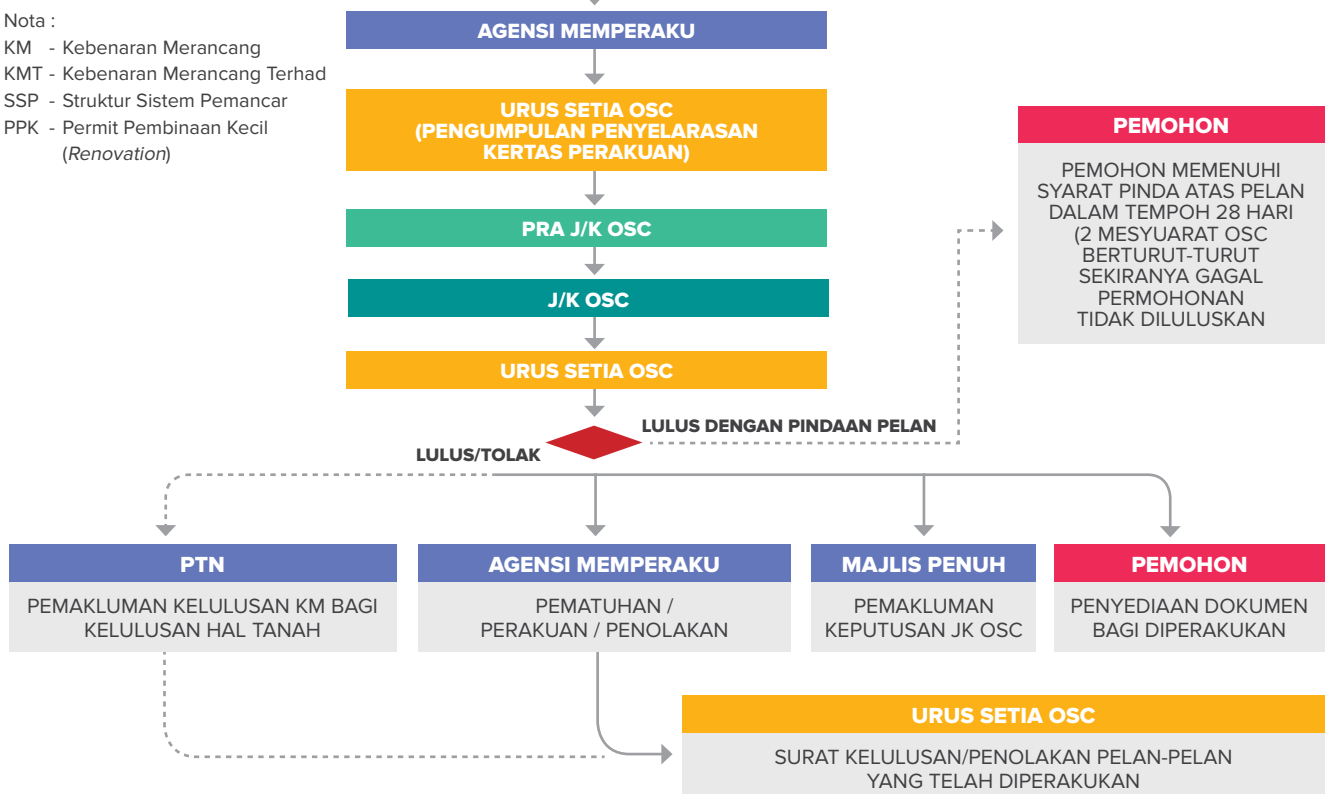 Nota :
KM - Kebenaran Merancang
KMT - Kebenaran Merancang Terhad
SSP - Struktur Sistem Pemancar
PPK - Permit Pembinaan Kecil
(Renovation)
AGENSI MEMPERAKU
URUS SETIA OSC
(PENGUMPULAN PENYELARASAN
KERTAS PERAKUAN)
PRA J/K OSC
J/K OSC
URUS SETIA OSC
PEMOHON
PEMOHON MEMENUHI
SYARAT PINDA ATAS PELAN
DALAM TEMPOH 28 HARI
(2 MESYUARAT OSC
BERTURUT-TURUT
SEKIRANYA GAGAL
PERMOHONAN
TIDAK DILULUSKAN
LULUS DENGAN PINDAAN PELAN
LULUS/TOLAK
PTN
PEMAKLUMAN KELULUSAN KM BAGI
KELULUSAN HAL TANAH
AGENSI MEMPERAKU
PEMATUHAN /
PERAKUAN / PENOLAKAN
MAJLIS PENUH
PEMAKLUMAN
KEPUTUSAN JK OSC
PEMOHON
PENYEDIAAN DOKUMEN
BAGI DIPERAKUKAN
URUS SETIA OSC
SURAT KELULUSAN/PENOLAKAN PELAN-PELAN
YANG TELAH DIPERAKUKAN